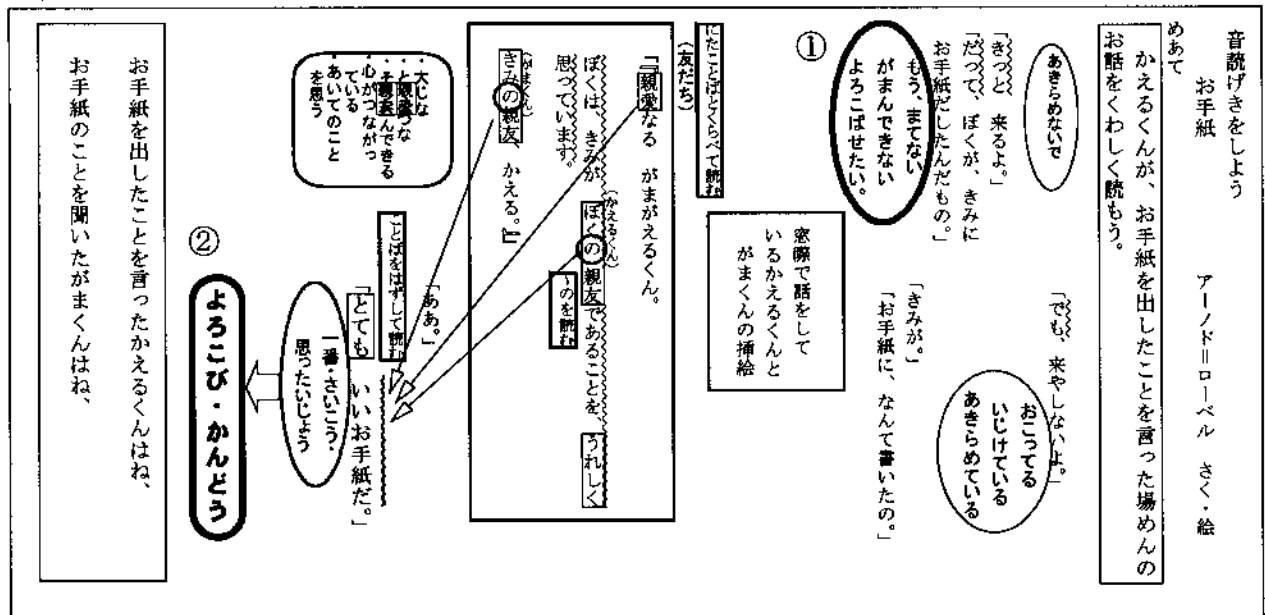 音読げきをしよう
お手紙　アーノド＝ローベル　さく・絵
めあて
かえるくんが、お手紙を出したことを言った場めんの
お話をくわしく読もう。
あきらめないで
「でも、来やしないよ。」
おこってる
いじけている
あきらめている
「きっと　来るよ。」
「だって、ぼくが、きみに
お手紙だしたんだもの。」
「きみが。」
「お手紙に、なんて書いたの。」
①
もう、まてない
がまんできない
よろこばせたい。
窓際で話をして
いるかえるくんと
がまくんの挿絵
にたことばとくらべて読む
（友だち）
「『親愛なる　がまがえるくん。
（かえるくん）
ぼくは、きみが　ぼくの親友であることを、うれしく
思っています。
～のを読む
（がまくん）
きみの親友、かえる。』」
大じな
・と
・そ　んできる
・心がつながっ
ている
・あいてのこと
を思う
「ああ。」
ことばをはずして読む
「とても　いいお手紙だ。」
一番・さいこう・
思ったいじょう
②
よろこび・かんどう
お手紙を出したことを言ったかえるくんはね、
お手紙のことを聞いたがまくんはね、